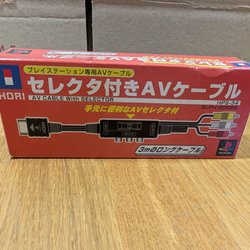 プレイステーション専用AVケーブル
HORI
セレクタ付きAVケーブル
AV CABLE With SELECTOR
HPS-34
手元に便利なAVセレクタ付
3mのロングケーブル